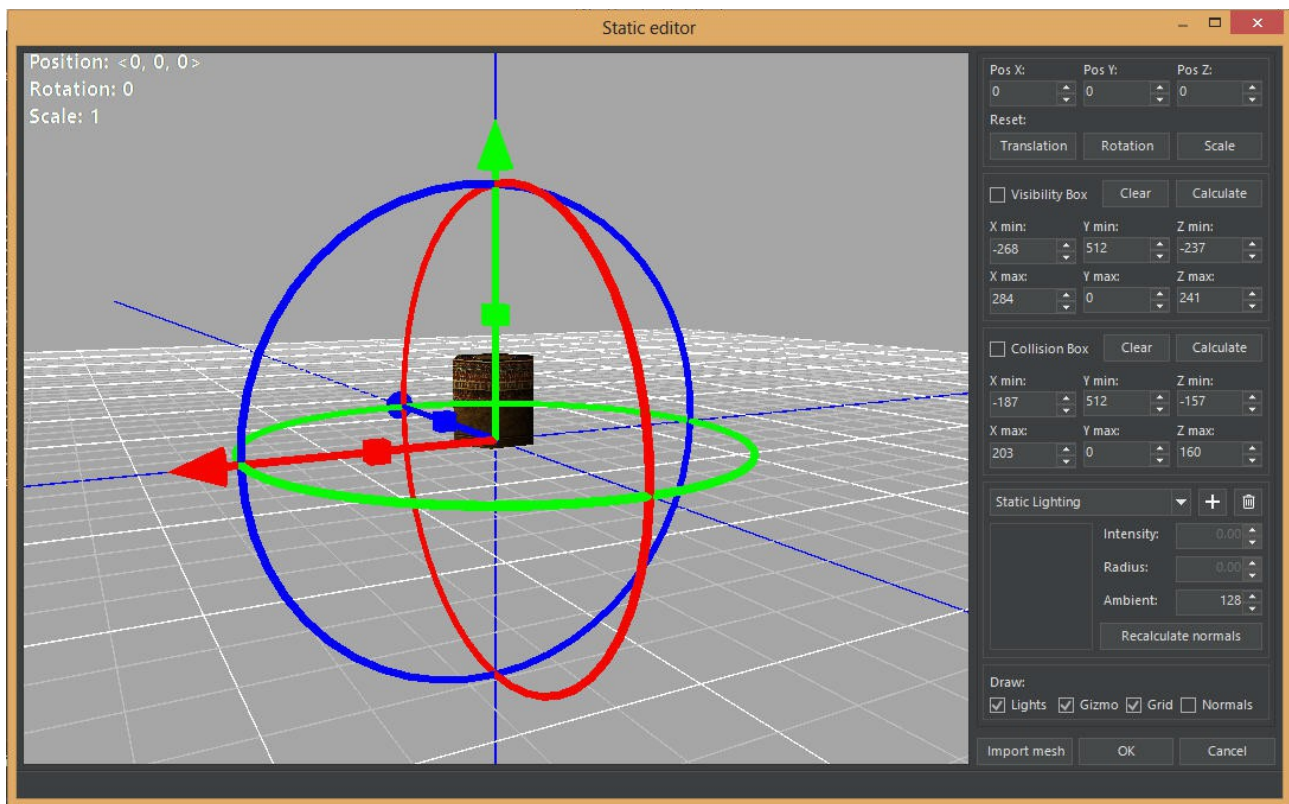 Static editor
Position: <0, 0, 0>
Rotation: 0
Scale: 1
Pos X: Pos Y: Pos Z:
0 0 0
Reset:
Translation Rotation Scale
Visibility Box Clear Calculate
X min: Y min: Z min:
-268 512 -237
X max: Y max: Z max:
284 0 241
Collision Box Clear Calculate
X min: Y min: Z min:
-187 512 -157
X max: Y max: Z max:
203 0 160
Static Lighting
Intensity: 0.00
Radius: 0.00
Ambient: 128
Recalculate normals
Draw:
Lights Gizmo Grid Normals
Import mesh OK Cancel